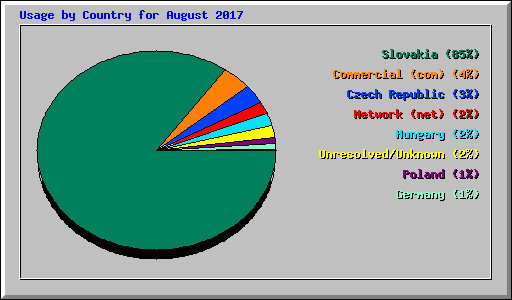 Usage by Country for August 2017
Slovakia (85%)
Commercial (com) (4%)
Czech Republic (3%)
Network (net) (2%)
Hungary (2%)
Unresolved/Unknown (2%)
Poland (1%)
Germany (1%)